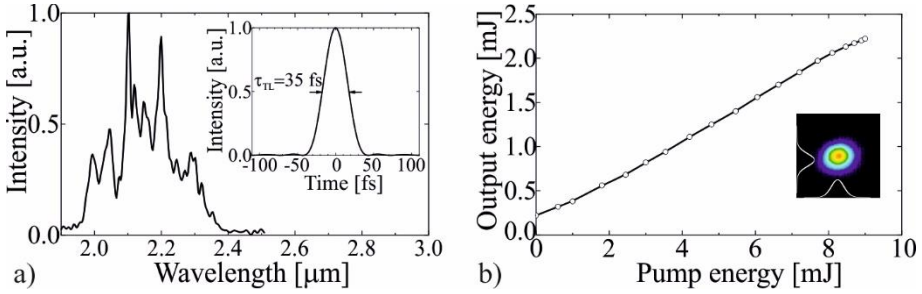 1.0
0.5
0.0
Intensity [a.u.]
2.0 2.2 2.4 2.6 2.8 3.0
Wavelength [μm]
a)
1.0
0.5
0.0
Intensity [a.u.]
τTL=35 fs
-100 -50 0 50 100
Time [fs]
2.5
2.0
1.5
1.0
0.5
0.0
Output energy [mJ]
0 2 4 6 8 10
Pump energy [mJ]
b)